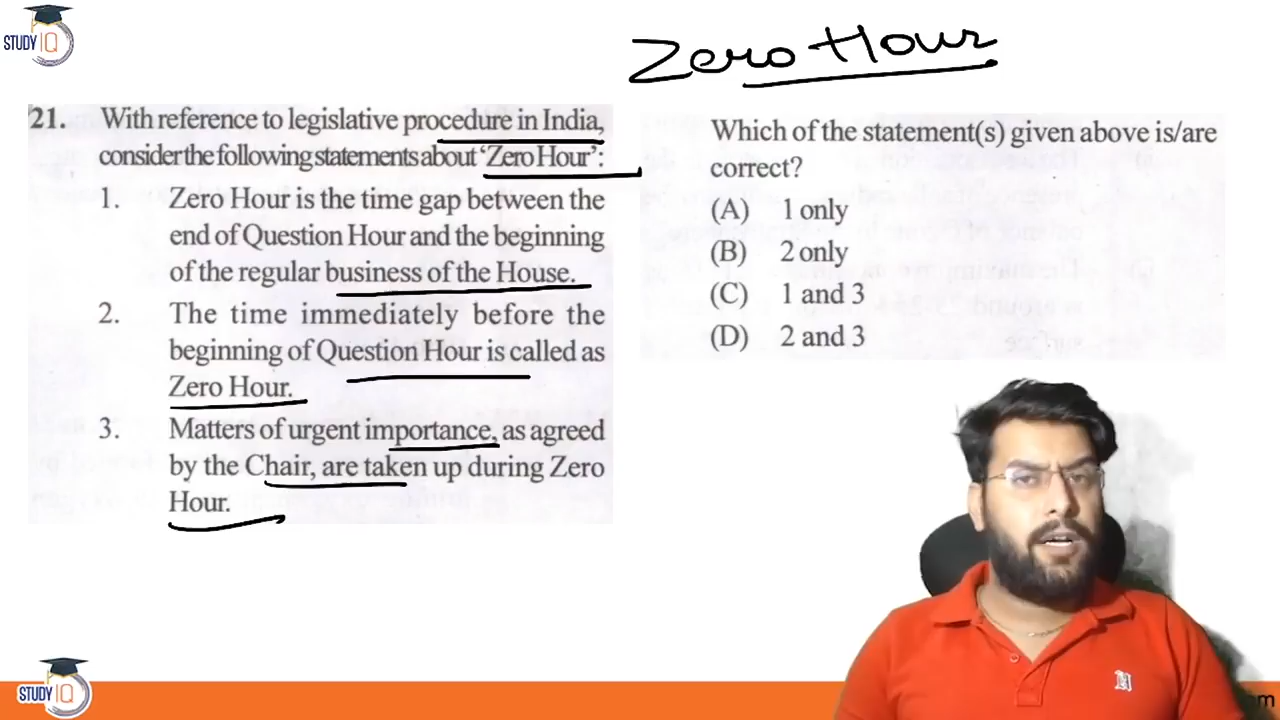 STUDY IQ
Zero Hour
21. With reference to legislative procedure in India,
consider the following statements about ‘Zero Hour’:
1. Zero Hour is the time gap between the
end of Question Hour and the beginning
of the regular business of the House.
2. The time immediately before the
beginning of Question Hour is called as
Zero Hour.
3. Matters of urgent importance, as agreed
by the Chair, are taken up during Zero
Hour.
Which of the statement(s) given above is/are
correct?
(A) 1 only
(B) 2 only
(C) 1 and 3
(D) 2 and 3
STUDY IQ